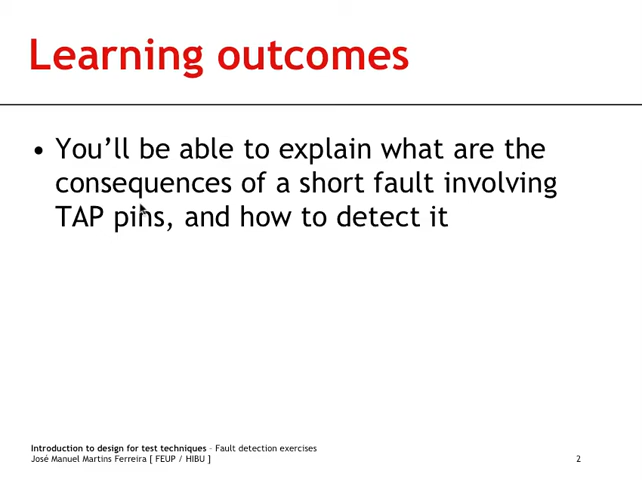 Learning outcomes
• You'll be able to explain what are the
consequences of a short fault involving
TAP pins, and how to detect it
Introduction to design for test techniques - Fault detection exercises
José Manuel Martins Ferreira [ FEUP / HIBU ]
2